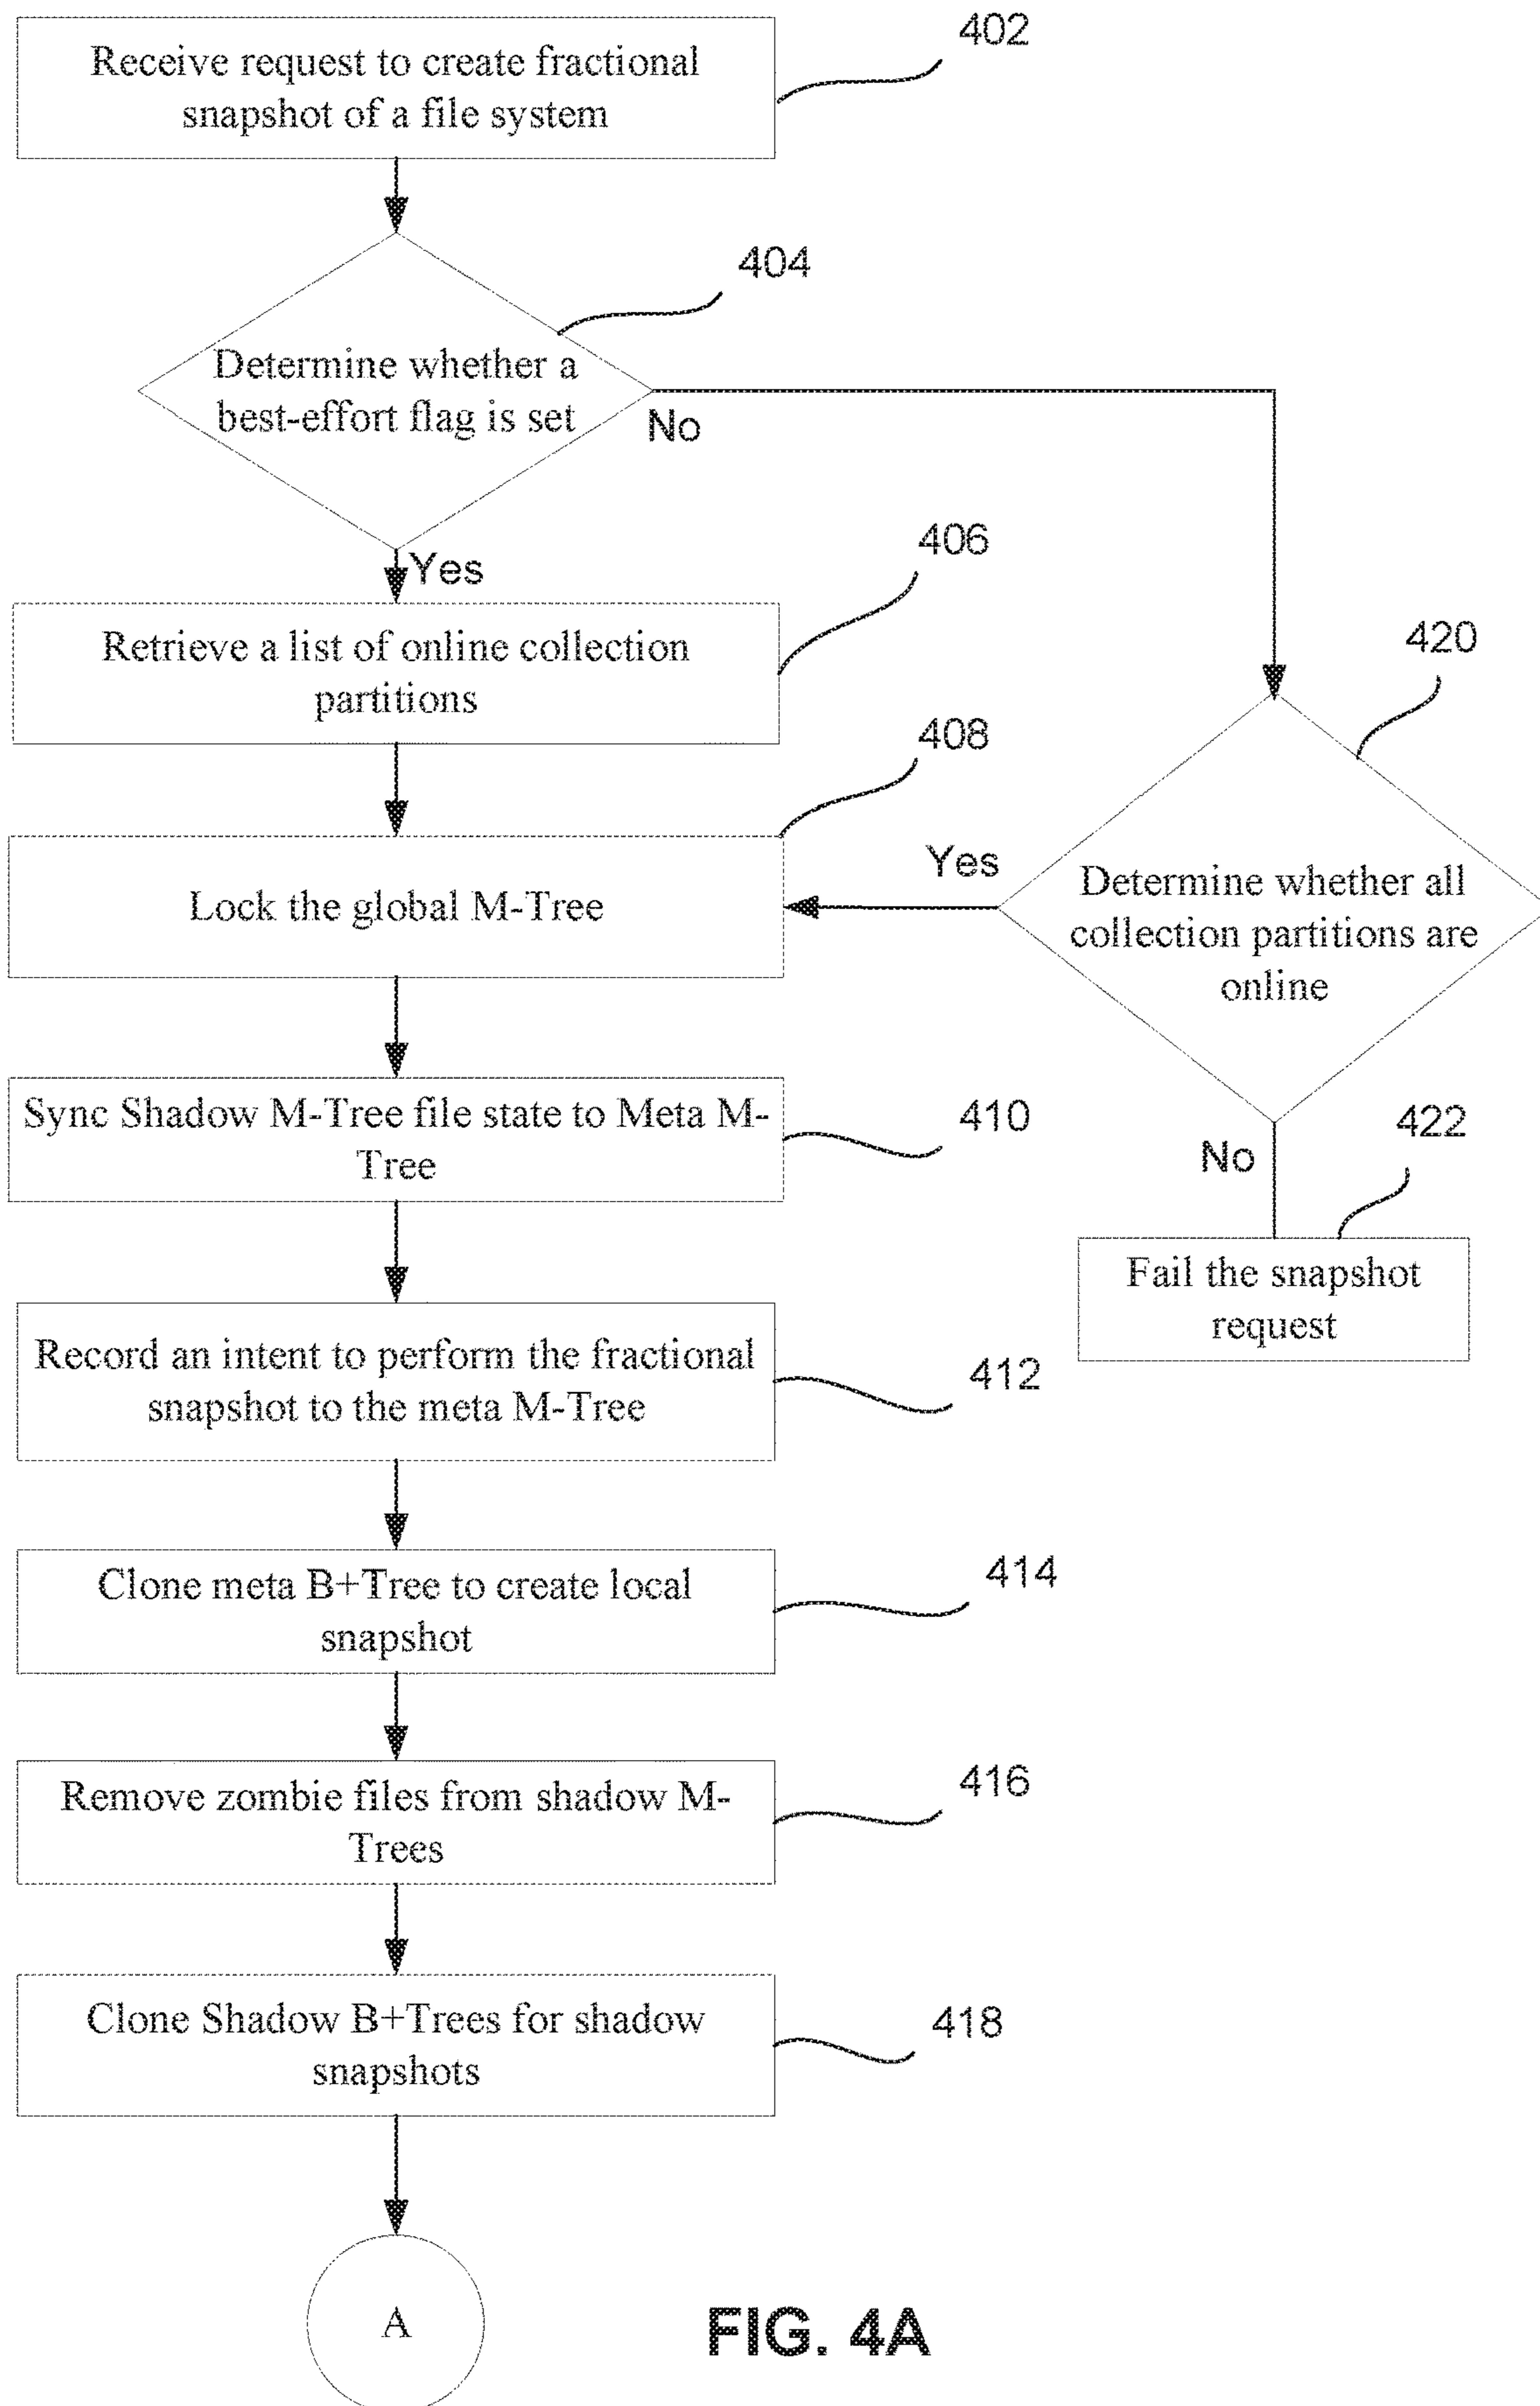 402
Receive request to create fractional
snapshot of a file system
404
Determine whether a
best-effort flag is set
No
Yes
406
Retrieve a list of online collection
partitions
420
408
Lock the global M-Tree
Yes
Determine whether all
collection partitions are
online
Sync Shadow M-Tree file state to Meta M-
Tree
410
No
422
Fail the snapshot
request
Record an intent to perform the fractional
snapshot to the meta M-Tree
412
Clone meta B+Tree to create local
snapshot
414
Remove zombie files from shadow M-
Trees
416
Clone Shadow B+Trees for shadow
snapshots
418
A
FIG. 4A